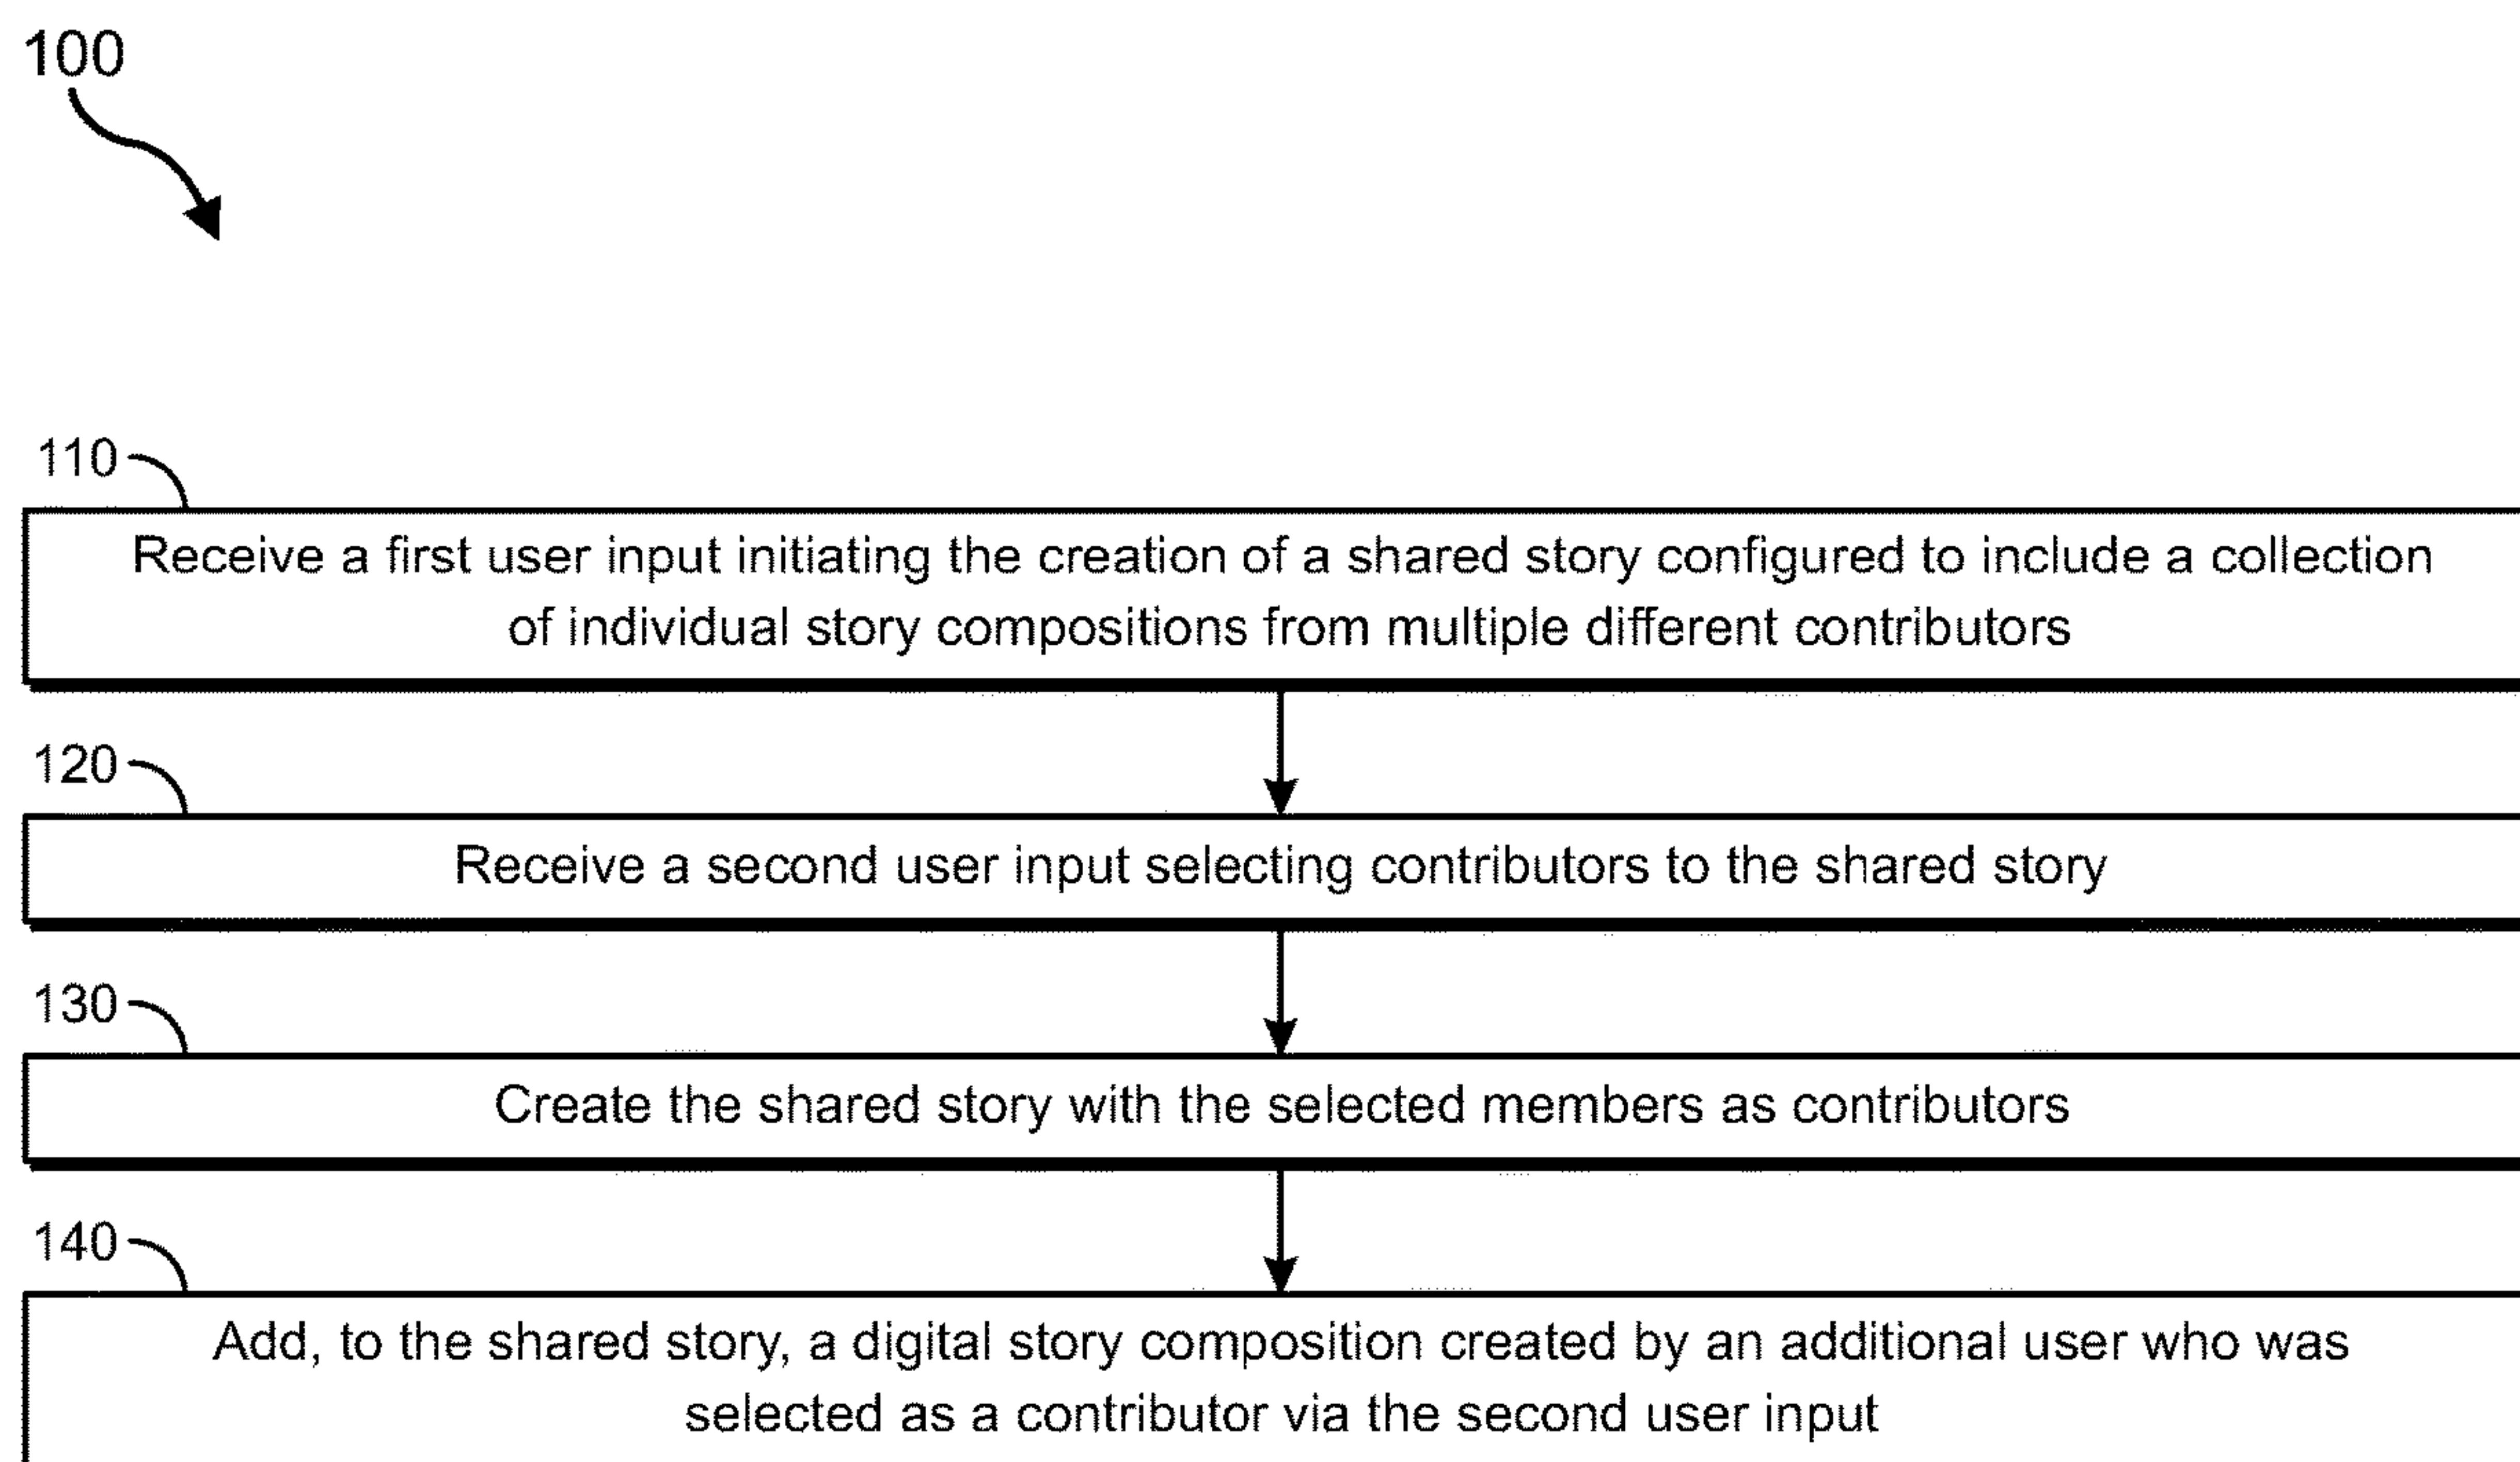 100
110
Receive a first user input initiating the creation of a shared story configured to include a collection
of individual story compositions from multiple different contributors
120
Receive a second user input selecting contributors to the shared story
130
Create the shared story with the selected members as contributors
140
Add, to the shared story, a digital story composition created by an additional user who was
selected as a contributor via the second user input